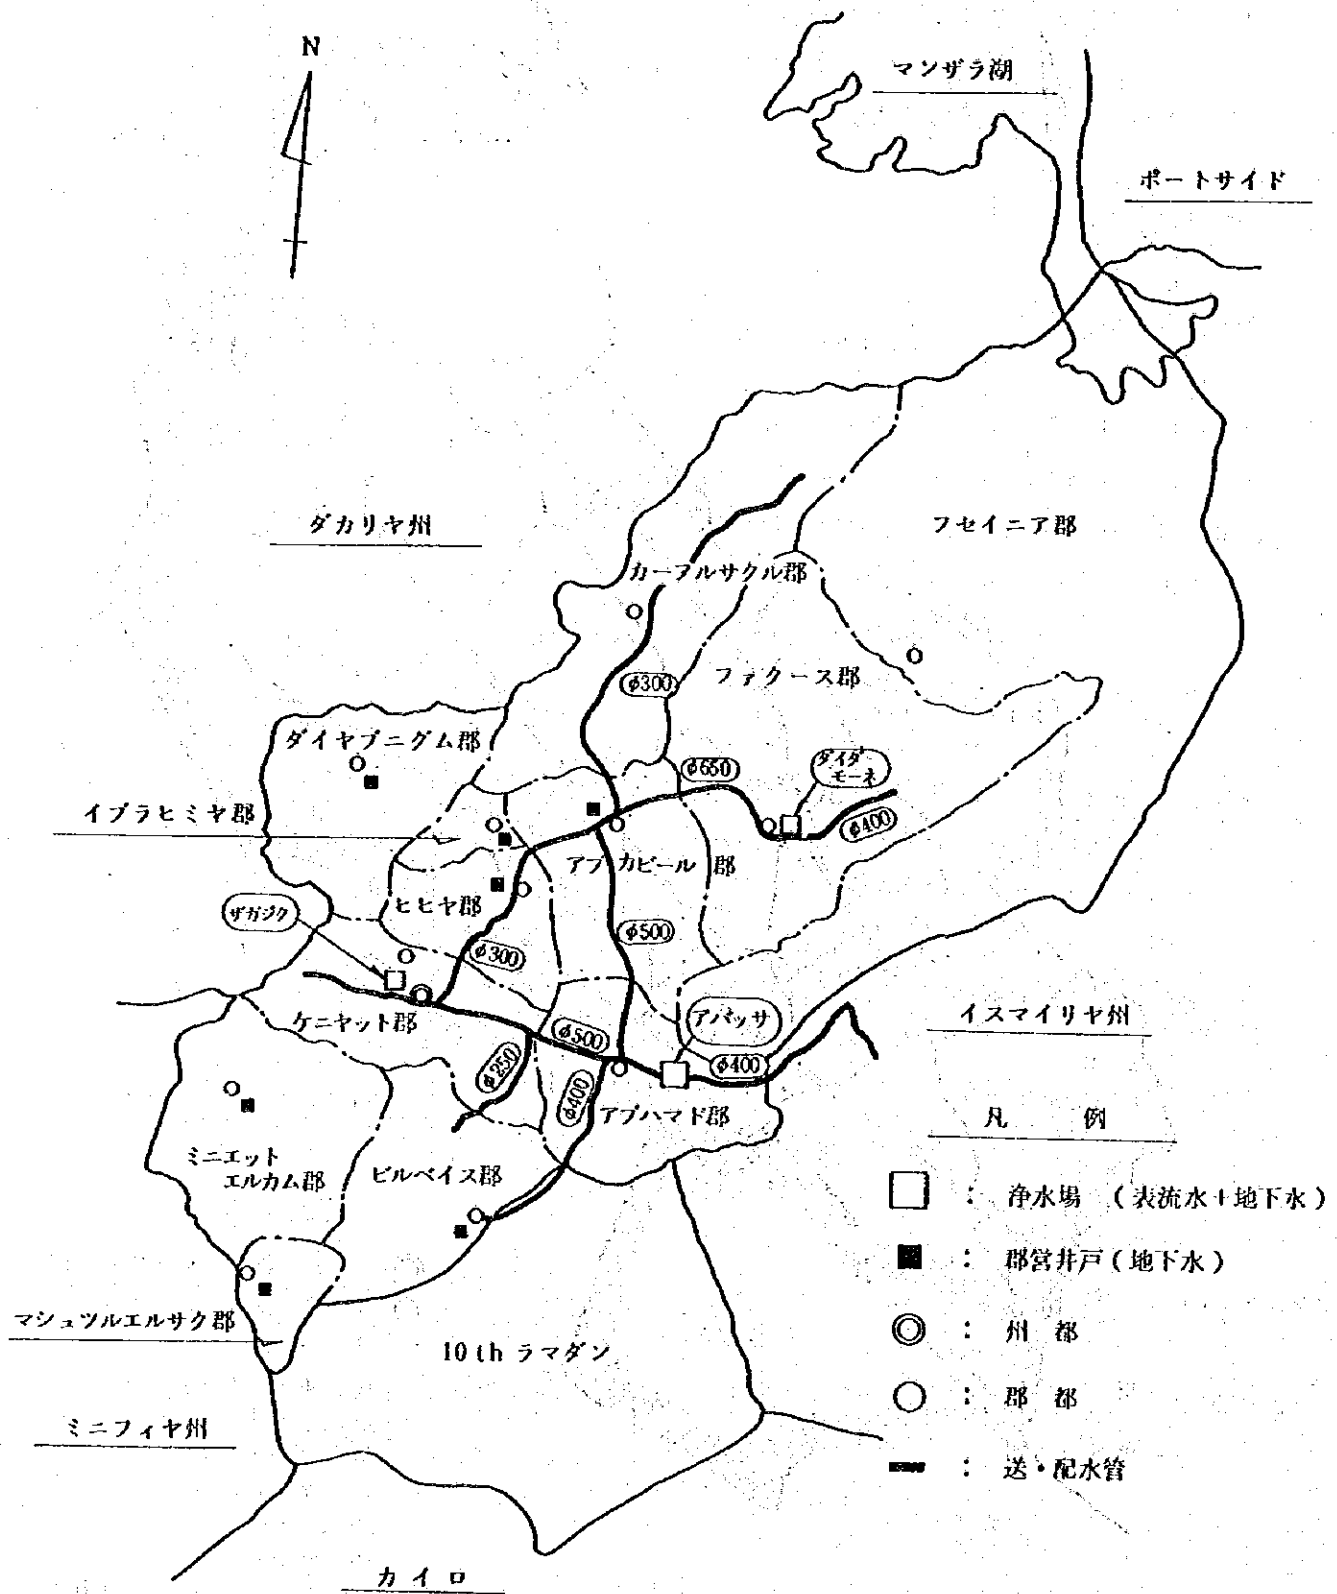 N
マンザラ湖
ポートサイド
ダカリヤ州
フセイニア郡
カーフルサクル郡
ファクース郡
φ300
ダイヤブニグム郡
φ650
ダイダ
モーネ
イブラヒミヤ郡
φ400
アブカビール郡
ヒヒヤ郡
ザガジク
φ500
φ300
アバッサ
イスマイリヤ州
ケニヤット郡
φ500
φ250
φ400
φ400
アブハマド郡
凡 例
ミニエット
エルカム郡
ビルベイス郡
□ : 浄水場 (表流水+地下水)
■ : 郡営井戸(地下水)
マシュツルエルサク郡
◎ : 州都
10th ラマダン
○ : 郡都
ミニフィヤ州
: 送・配水管
カイロ